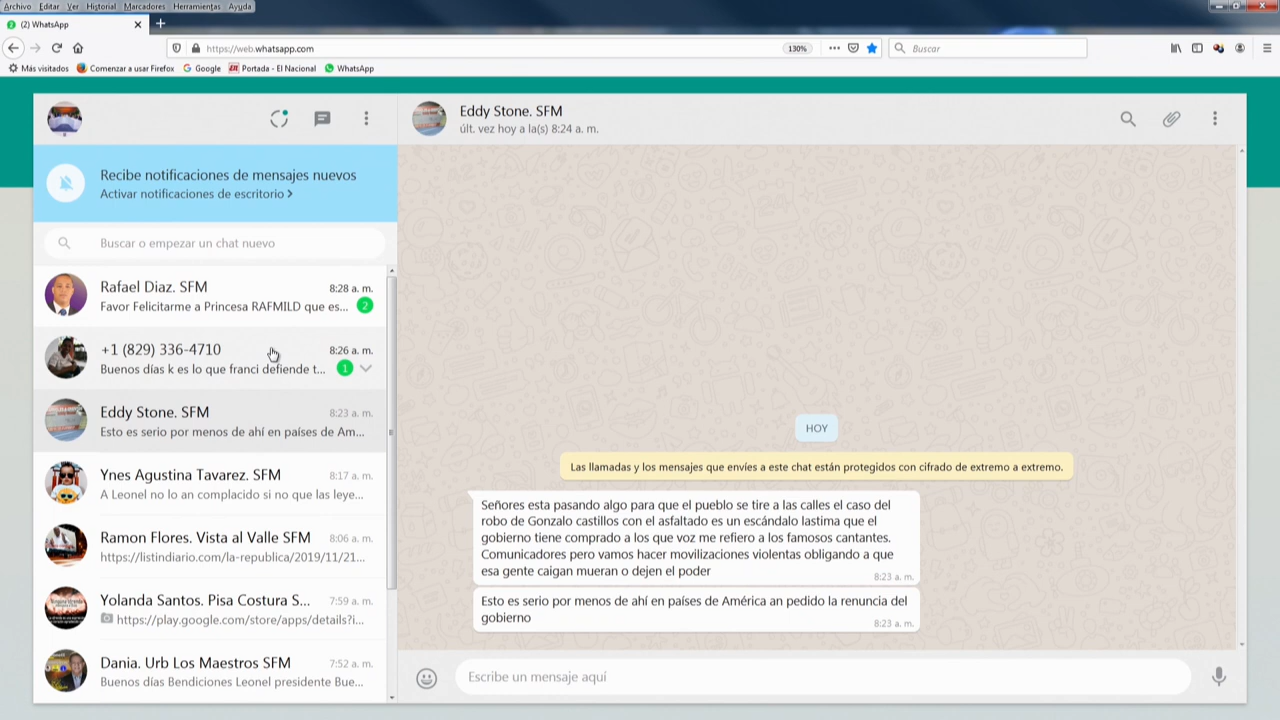 Archivo Editar Ver Historial Marcadores Herramientas Ayuda
(2) WhatsApp
https://web.whatsapp.com
130%
Buscar
Más visitados Comenzar a usar Firefox Google Portada - El Nacional WhatsApp
Eddy Stone. SFM
últ. vez hoy a la(s) 8:24 a. m.
Recibe notificaciones de mensajes nuevos
Activar notificaciones de escritorio >
Buscar o empezar un chat nuevo
Rafael Diaz. SFM 8:28 a. m.
Favor Felicitarme a Princesa RAFMILD que es... 2
+1 (829) 336-4710 8:26 a. m.
Buenos días k es lo que franci defiende t... 1
Eddy Stone. SFM 8:23 a. m.
Esto es serio por menos de ahí en países de Am...
Ynes Agustina Tavarez. SFM 8:17 a. m.
A Leonel no lo an complacido si no que las leye...
Ramon Flores. Vista al Valle SFM 8:06 a. m.
https://listindiario.com/la-republica/2019/11/21...
Yolanda Santos. Pisa Costura S... 7:59 a. m.
https://play.google.com/store/apps/details?i...
Dania. Urb Los Maestros SFM 7:52 a. m.
Buenos días Bendiciones Leonel presidente Bue...
HOY
Las llamadas y los mensajes que envíes a este chat están protegidos con cifrado de extremo a extremo.
Señores esta pasando algo para que el pueblo se tire a las calles el caso del
robo de Gonzalo castillos con el asfaltado es un escándalo lastima que el
gobierno tiene comprado a los que voz me refiero a los famosos cantantes.
Comunicadores pero vamos hacer movilizaciones violentas obligando a que
esa gente caigan mueran o dejen el poder
8:23 a. m.
Esto es serio por menos de ahí en países de América an pedido la renuncia del
gobierno
8:23 a. m.
Escribe un mensaje aquí